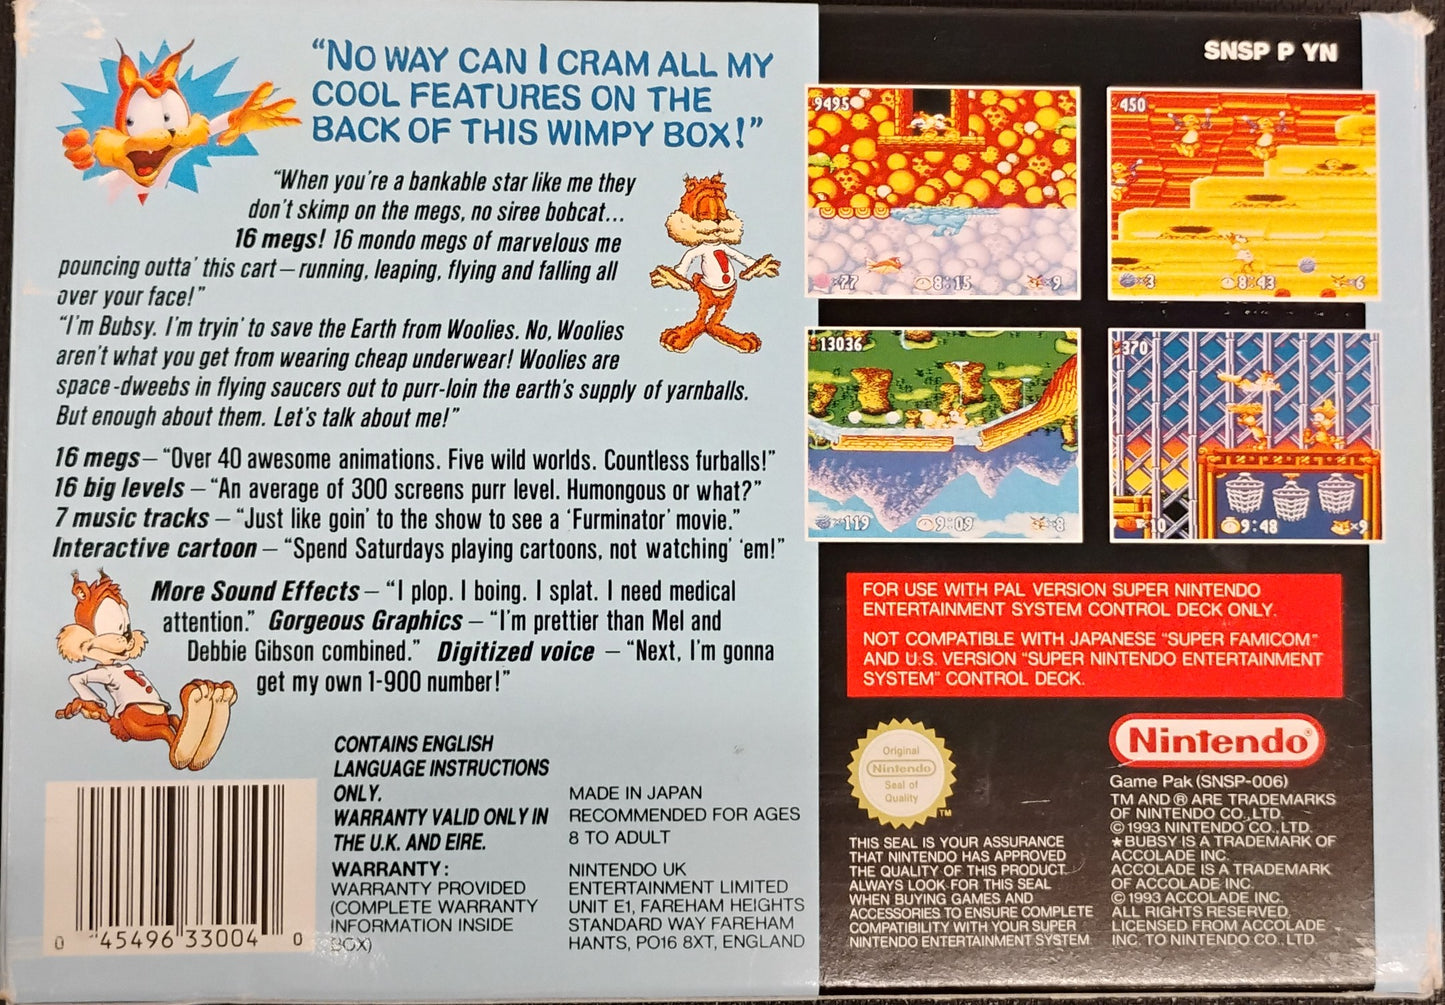 "NO WAY CAN I CRAM ALL MY
COOL FEATURES ON THE
BACK OF THIS WIMPY BOX!"
"When you're a bankable star like me they
don't skimp on the megs, no siree bobcat...
16 megs! 16 mondo megs of marvelous me
pouncing outta' this cart – running, leaping, flying and falling all
over your face!"
"I'm Bubsy. I'm tryin' to save the Earth from Woolies. No, Woolies
aren't what you get from wearing cheap underwear! Woolies are
space-dweebs in flying saucers out to purr-loin the earth's supply of yarnballs.
But enough about them. Let's talk about me!"
16 megs – "Over 40 awesome animations. Five wild worlds. Countless furballs!"
16 big levels – "An average of 300 screens purr level. Humongous or what?"
7 music tracks – "Just like goin' to the show to see a 'Furminator' movie."
Interactive cartoon – "Spend Saturdays playing cartoons, not watching' 'em!"
More Sound Effects – "I plop. I boing. I splat. I need medical
attention." Gorgeous Graphics – "I'm prettier than Mel and
Debbie Gibson combined." Digitized voice – "Next, I'm gonna
get my own 1-900 number!"
CONTAINS ENGLISH
LANGUAGE INSTRUCTIONS
ONLY.
WARRANTY VALID ONLY IN
THE U.K. AND EIRE.
WARRANTY:
WARRANTY PROVIDED
(COMPLETE WARRANTY
INFORMATION INSIDE
BOX)
MADE IN JAPAN
RECOMMENDED FOR AGES
8 TO ADULT
NINTENDO UK
ENTERTAINMENT LIMITED
UNIT E1, FAREHAM HEIGHTS
STANDARD WAY FAREHAM
HANTS, PO16 8XT, ENGLAND
0 45496 33004 0
SNSP P YN
9495
×77 8:15 ×9
450
×3 8:43 ×6
13036
×119 9:09 ×8
370
×10 9:48 ×9
FOR USE WITH PAL VERSION SUPER NINTENDO
ENTERTAINMENT SYSTEM CONTROL DECK ONLY.
NOT COMPATIBLE WITH JAPANESE "SUPER FAMICOM"
AND U.S. VERSION "SUPER NINTENDO ENTERTAINMENT
SYSTEM" CONTROL DECK.
Original
Nintendo
Seal of
Quality
TM
THIS SEAL IS YOUR ASSURANCE
THAT NINTENDO HAS APPROVED
THE QUALITY OF THIS PRODUCT.
ALWAYS LOOK FOR THIS SEAL
WHEN BUYING GAMES AND
ACCESSORIES TO ENSURE COMPLETE
COMPATIBILITY WITH YOUR SUPER
NINTENDO ENTERTAINMENT SYSTEM
Nintendo®
Game Pak (SNSP-006)
TM AND ® ARE TRADEMARKS
OF NINTENDO CO., LTD.
© 1993 NINTENDO CO., LTD.
★ BUBSY IS A TRADEMARK OF
ACCOLADE INC.
ACCOLADE IS A TRADEMARK
OF ACCOLADE INC.
© 1993 ACCOLADE INC.
ALL RIGHTS RESERVED.
LICENSED FROM ACCOLADE
INC. TO NINTENDO CO., LTD